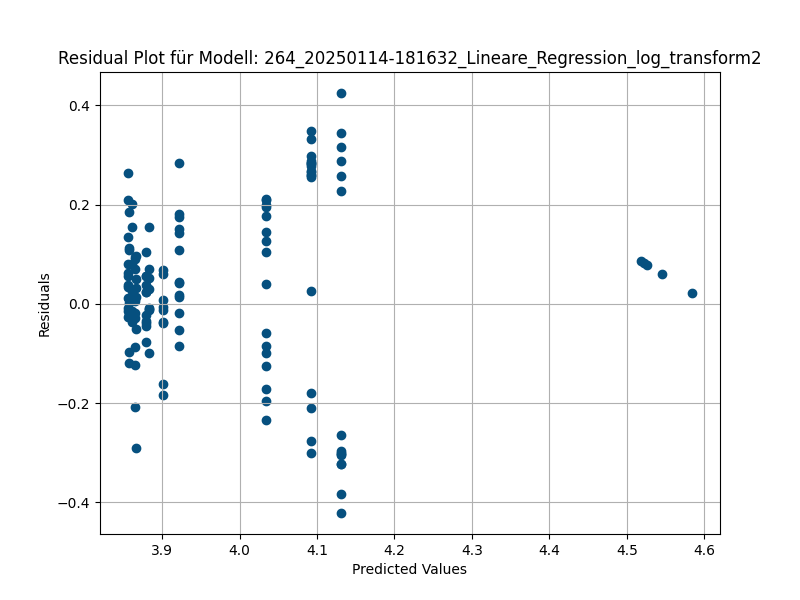 Residual Plot für Modell: 264_20250114-181632_Lineare_Regression_log_transform2
0.4
0.2
0.0
−0.2
−0.4
Residuals
3.9 4.0 4.1 4.2 4.3 4.4 4.5 4.6
Predicted Values